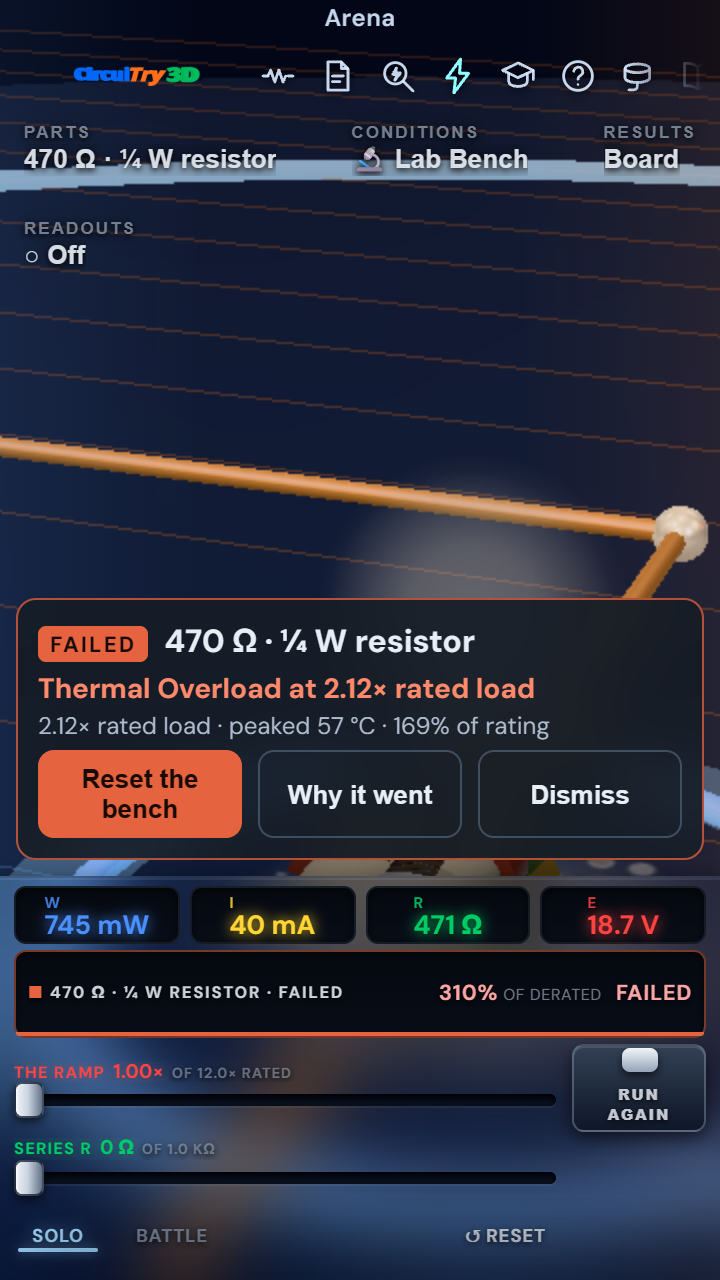 Arena
CircuiTry3D
PARTS
470 Ω · ¼ W resistor
CONDITIONS
🔬 Lab Bench
RESULTS
Board
READOUTS
○ Off
FAILED 470 Ω · ¼ W resistor
Thermal Overload at 2.12× rated load
2.12× rated load · peaked 57 °C · 169% of rating
Reset the
bench
Why it went
Dismiss
W
745 mW
I
40 mA
R
471 Ω
E
18.7 V
470 Ω · ¼ W RESISTOR · FAILED 310% OF DERATED FAILED
THE RAMP 1.00× OF 12.0× RATED
RUN
AGAIN
SERIES R 0 Ω OF 1.0 KΩ
SOLO BATTLE ↺ RESET